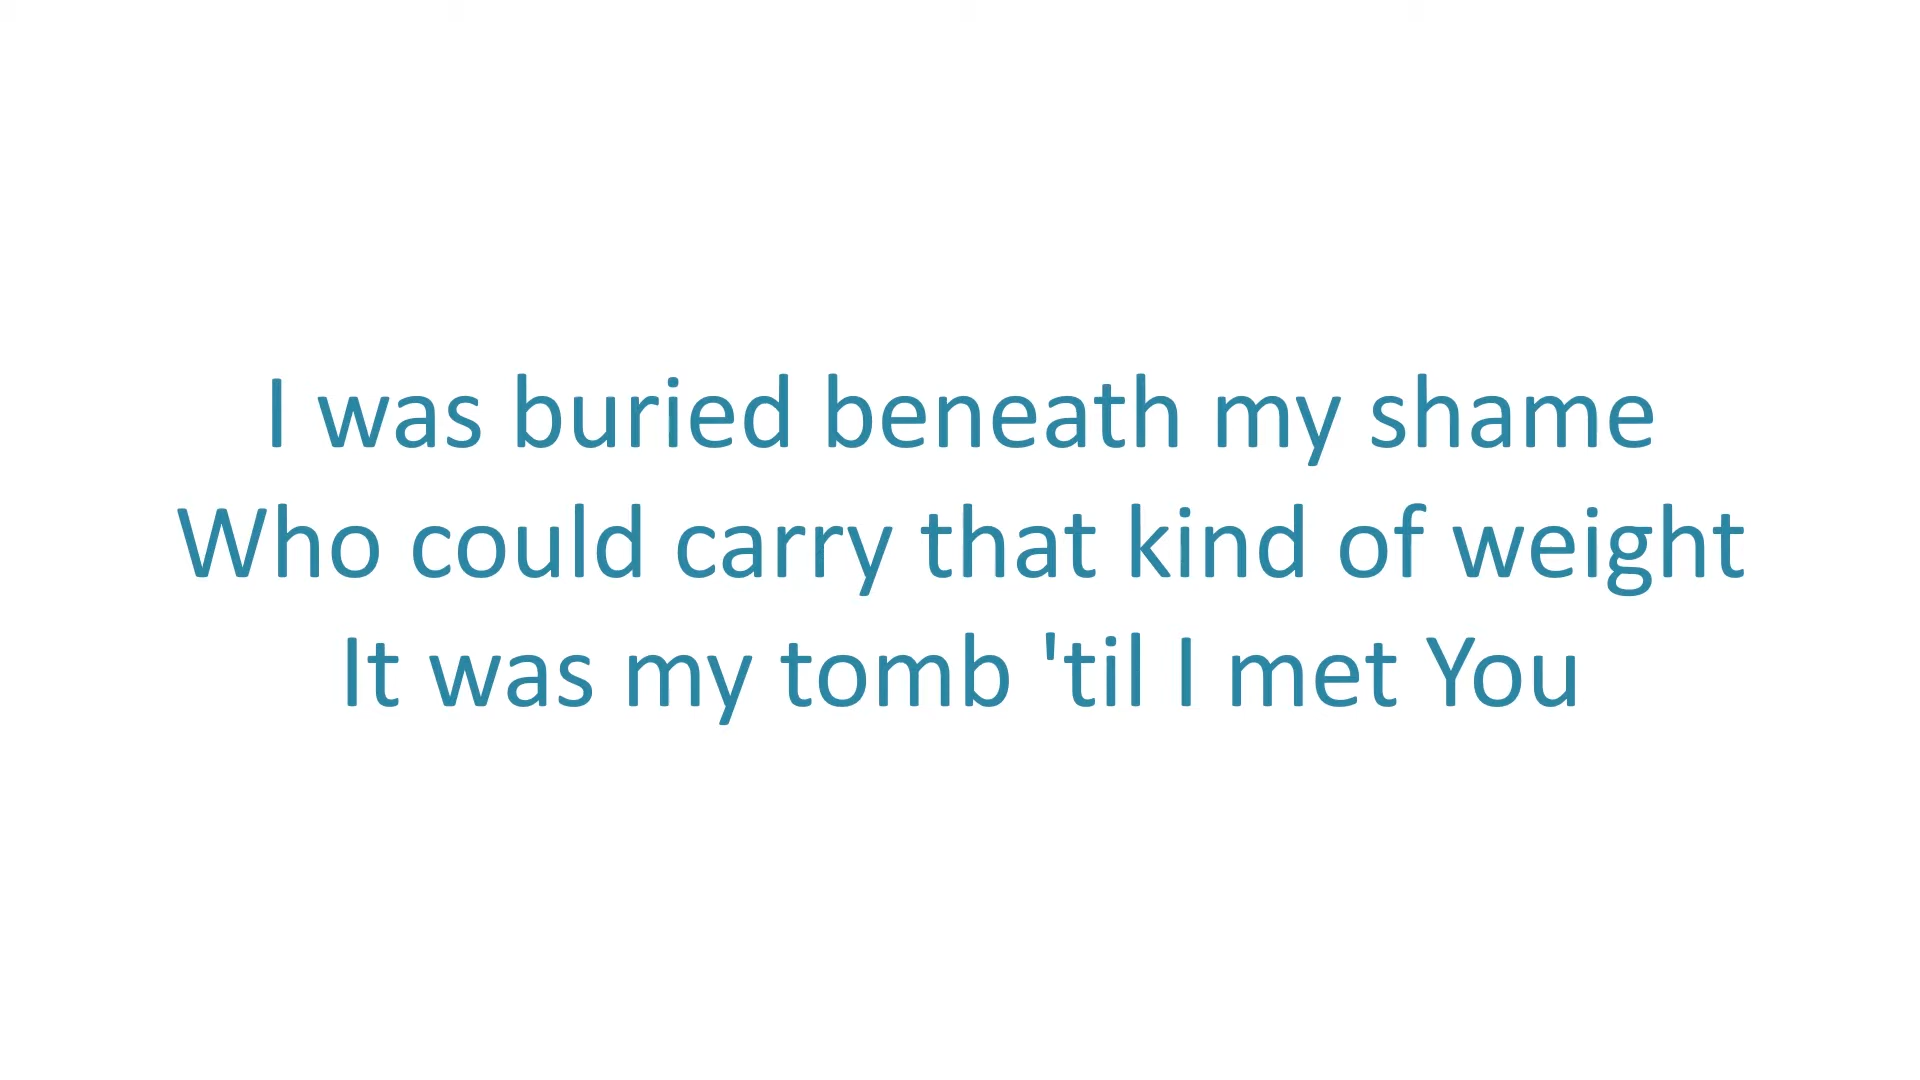 I was buried beneath my shame
Who could carry that kind of weight
It was my tomb 'til I met You